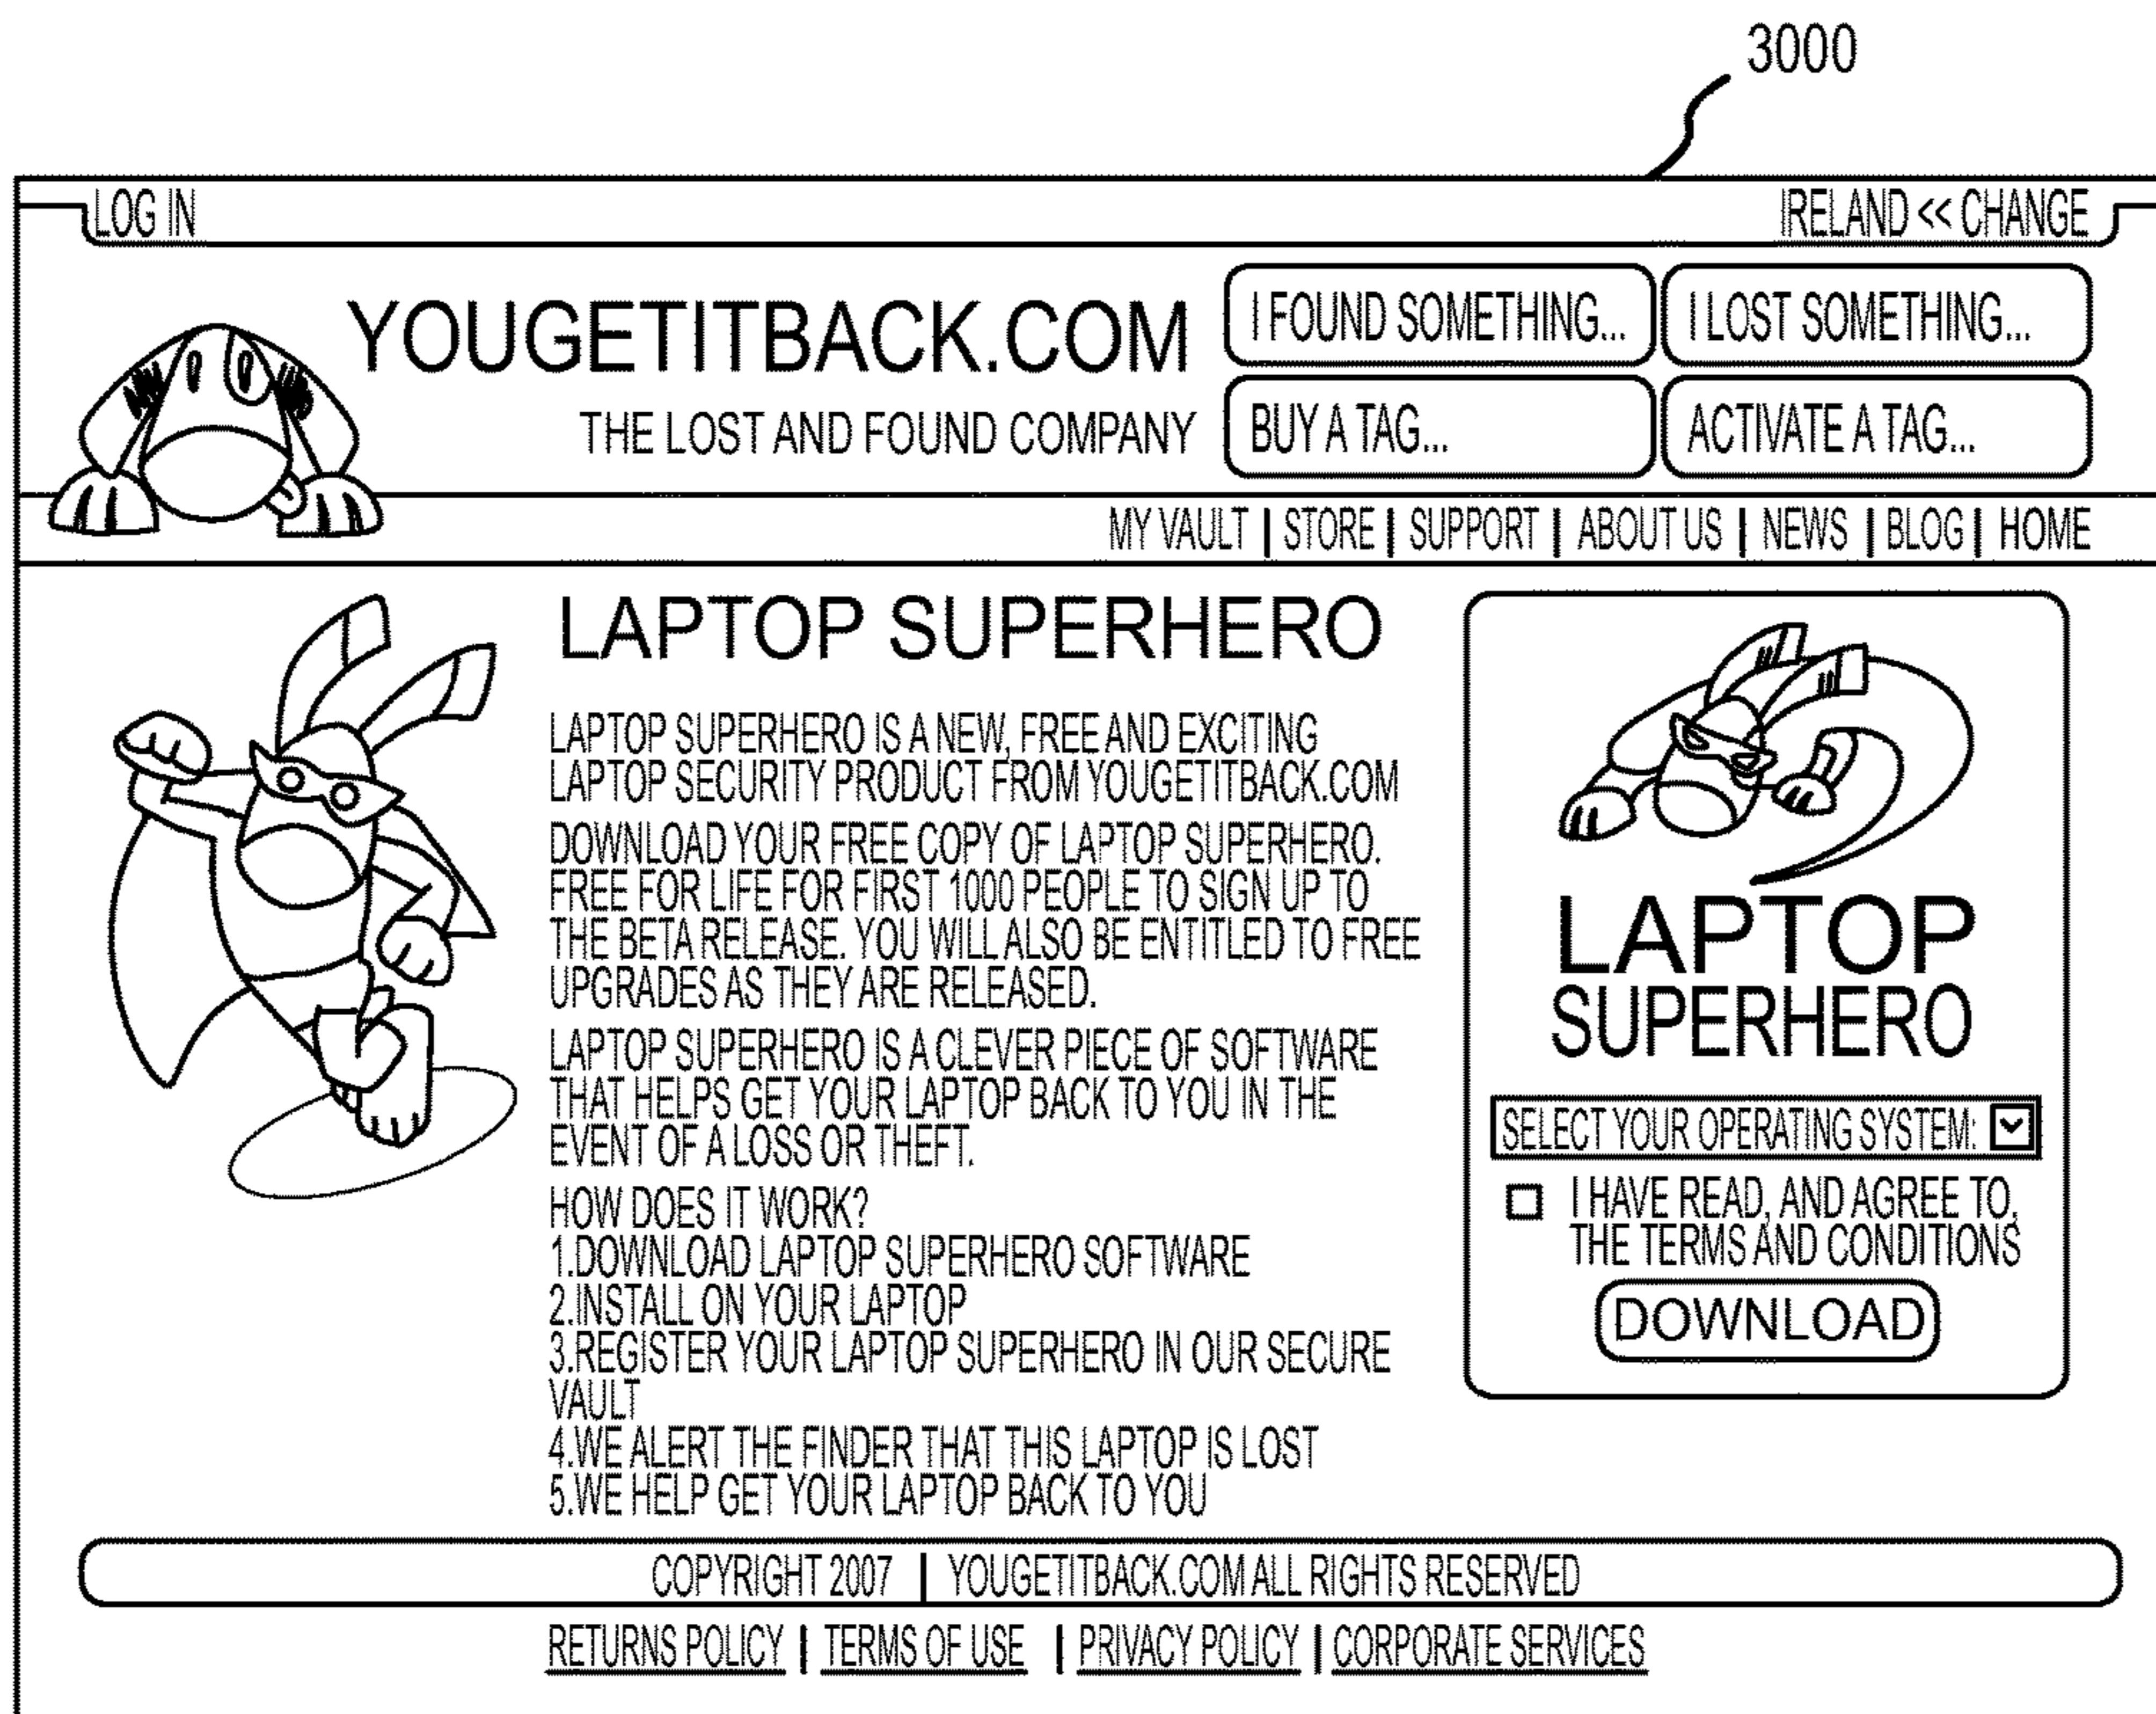 3000
LOG IN
IRELAND << CHANGE
YOUGETITBACK.COM
THE LOST AND FOUND COMPANY
I FOUND SOMETHING...
I LOST SOMETHING...
BUY A TAG...
ACTIVATE A TAG...
MY VAULT | STORE | SUPPORT | ABOUT US | NEWS | BLOG | HOME
LAPTOP SUPERHERO
LAPTOP SUPERHERO IS A NEW, FREE AND EXCITING
LAPTOP SECURITY PRODUCT FROM YOUGETITBACK.COM
DOWNLOAD YOUR FREE COPY OF LAPTOP SUPERHERO.
FREE FOR LIFE FOR FIRST 1000 PEOPLE TO SIGN UP TO
THE BETA RELEASE. YOU WILL ALSO BE ENTITLED TO FREE
UPGRADES AS THEY ARE RELEASED.
LAPTOP SUPERHERO IS A CLEVER PIECE OF SOFTWARE
THAT HELPS GET YOUR LAPTOP BACK TO YOU IN THE
EVENT OF A LOSS OR THEFT.
HOW DOES IT WORK?
1.DOWNLOAD LAPTOP SUPERHERO SOFTWARE
2.INSTALL ON YOUR LAPTOP
3.REGISTER YOUR LAPTOP SUPERHERO IN OUR SECURE
VAULT
4.WE ALERT THE FINDER THAT THIS LAPTOP IS LOST
5.WE HELP GET YOUR LAPTOP BACK TO YOU
LAPTOP
SUPERHERO
SELECT YOUR OPERATING SYSTEM:
I HAVE READ, AND AGREE TO,
THE TERMS AND CONDITIONS
DOWNLOAD
COPYRIGHT 2007 | YOUGETITBACK.COM ALL RIGHTS RESERVED
RETURNS POLICY | TERMS OF USE | PRIVACY POLICY | CORPORATE SERVICES